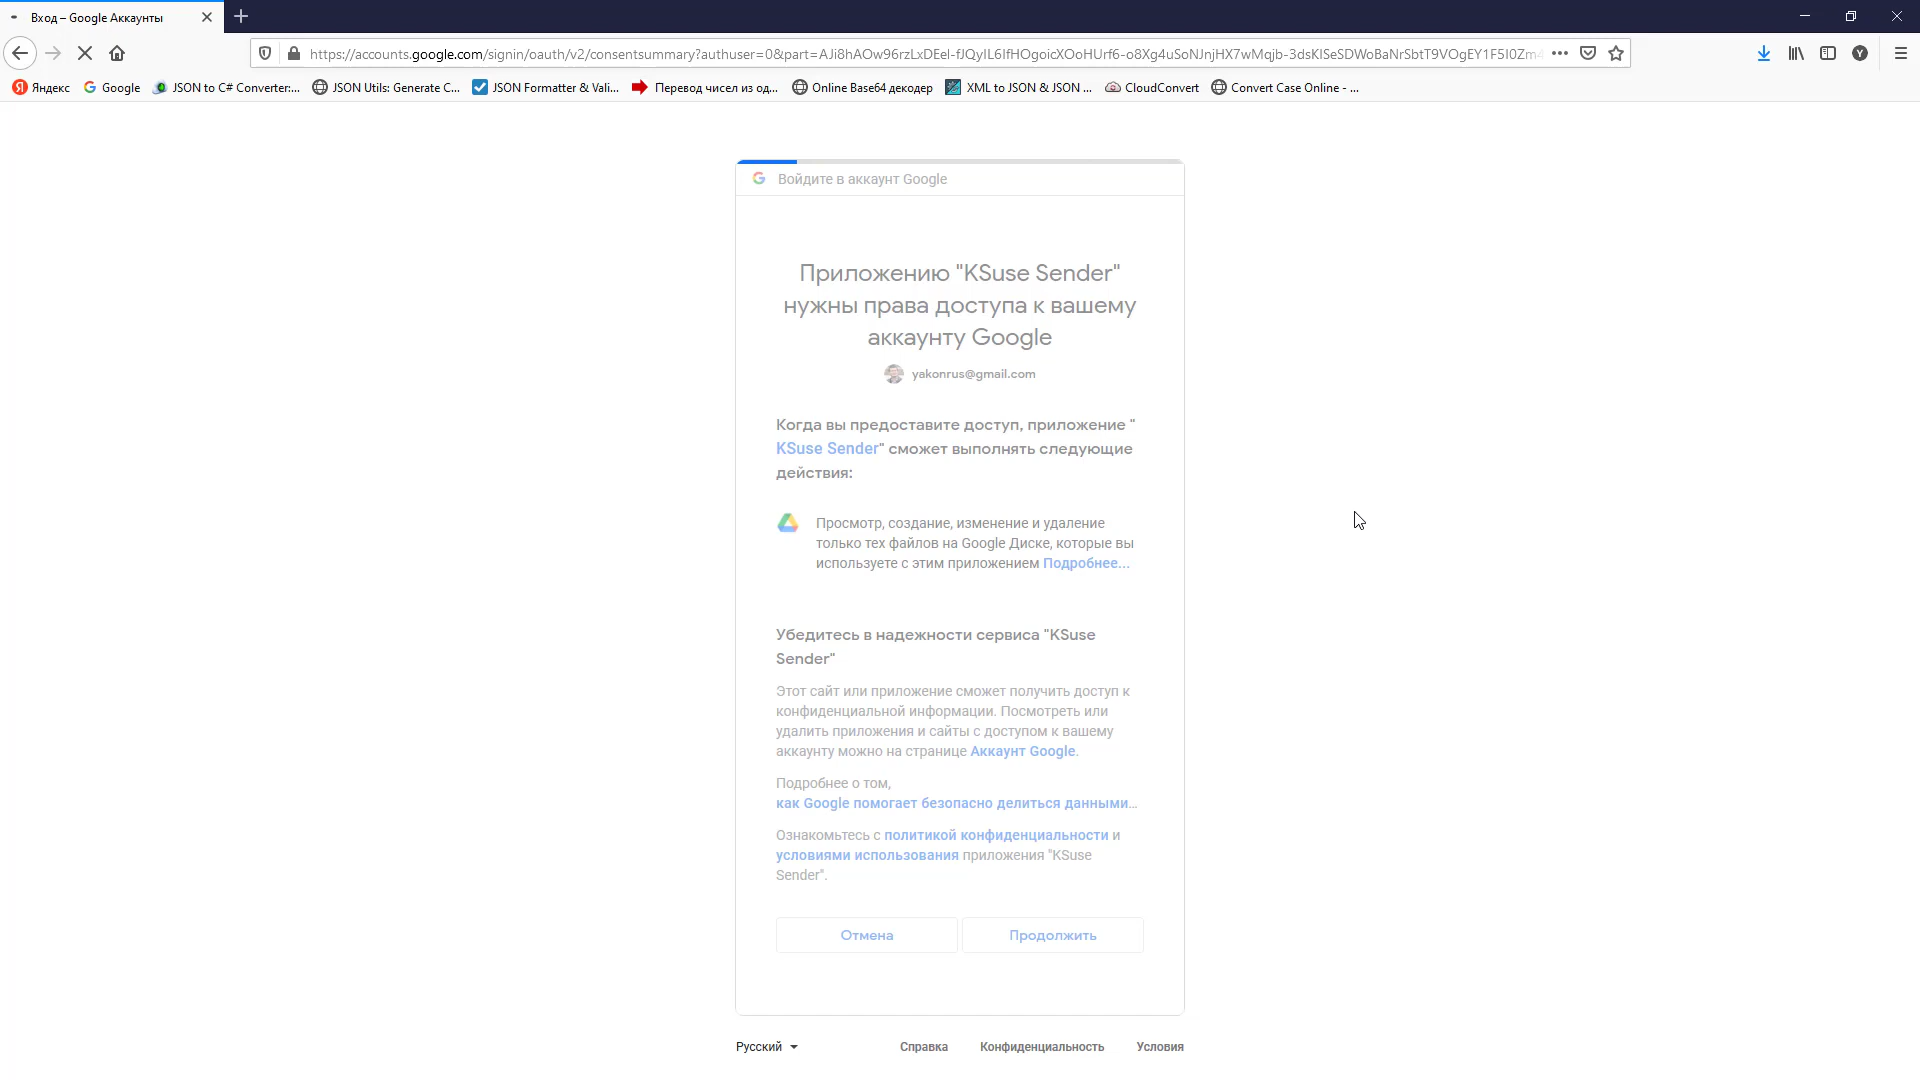 Вход – Google Аккаунты
https://accounts.google.com/signin/oauth/v2/consentsummary?authuser=0&part=AJi8hAOw96rzLxDEel-fJQyIL6IfHOgoicXOoHUrf6-o8Xg4uSoNJnjHX7wMqjb-3dsKISeSDWoBaNrSbtT9VOgEY1F5I0Zm4
Яндекс Google JSON to C# Converter:... JSON Utils: Generate C... JSON Formatter & Vali... Перевод чисел из од... Online Base64 декодер XML to JSON & JSON ... CloudConvert Convert Case Online - ...
Войдите в аккаунт Google
Приложению "KSuse Sender"
нужны права доступа к вашему
аккаунту Google
yakonrus@gmail.com
Когда вы предоставите доступ, приложение "
KSuse Sender" сможет выполнять следующие
действия:
Просмотр, создание, изменение и удаление
только тех файлов на Google Диске, которые вы
используете с этим приложением Подробнее...
Убедитесь в надежности сервиса "KSuse
Sender"
Этот сайт или приложение сможет получить доступ к
конфиденциальной информации. Посмотреть или
удалить приложения и сайты с доступом к вашему
аккаунту можно на странице Аккаунт Google.
Подробнее о том,
как Google помогает безопасно делиться данными...
Ознакомьтесь с политикой конфиденциальности и
условиями использования приложения "KSuse
Sender".
Отмена Продолжить
Русский Справка Конфиденциальность Условия